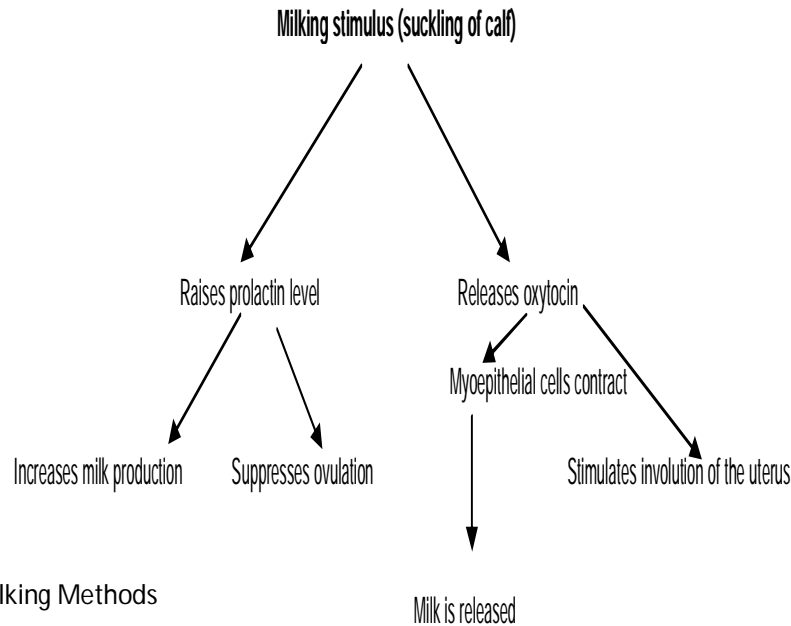 Milking stimulus (suckling of calf)
Raises prolactin level
Releases oxytocin
Myoepithelial cells contract
Increases milk production
Suppresses ovulation
Stimulates involution of the uterus
lking Methods
Milk is released